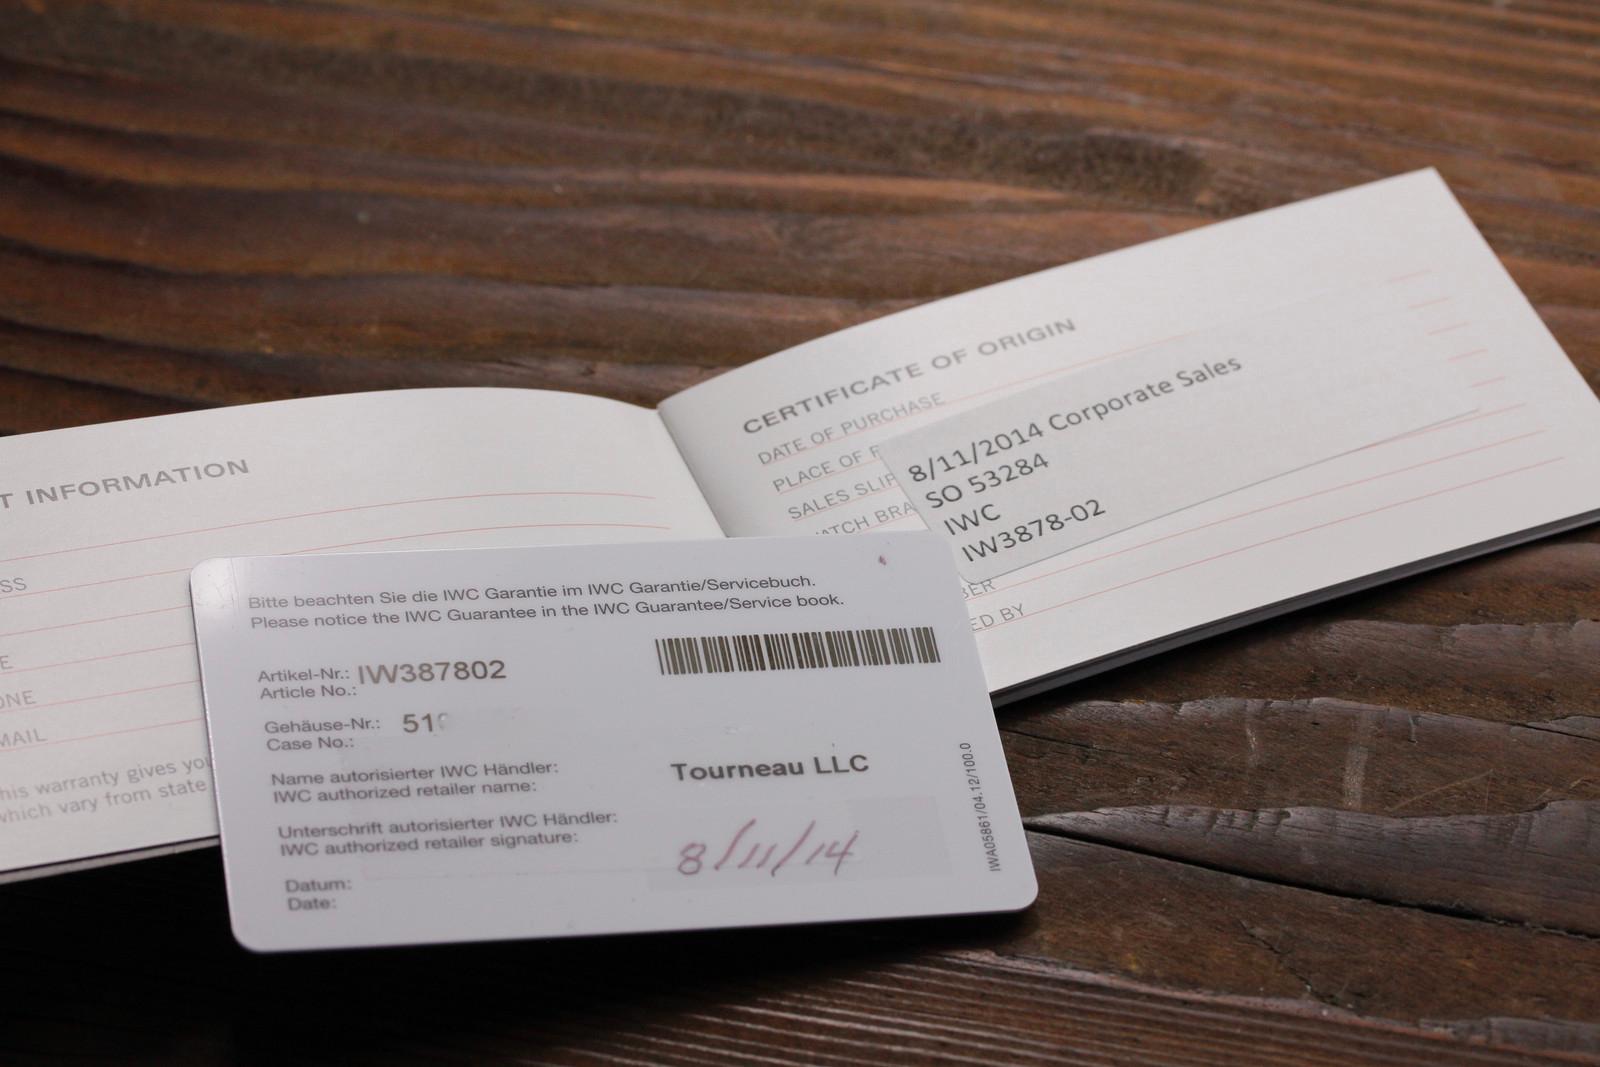 T INFORMATION
SS
E
ONE
MAIL
his warranty gives you
which vary from state
CERTIFICATE OF ORIGIN
DATE OF PURCHASE
PLACE OF
SALES SLIP
WATCH BRA
BER
ED BY
8/11/2014 Corporate Sales
SO 53284
IWC
IW3878-02
Bitte beachten Sie die IWC Garantie im IWC Garantie/Servicebuch.
Please notice the IWC Guarantee in the IWC Guarantee/Service book.
Artikel-Nr.: IW387802
Article No.:
Gehäuse-Nr.: 51
Case No.:
Name autorisierter IWC Händler:
IWC authorized retailer name:
Tourneau LLC
Unterschrift autorisierter IWC Händler:
IWC authorized retailer signature:
8/11/14
Datum:
Date:
IWA05861/04.12/100.0